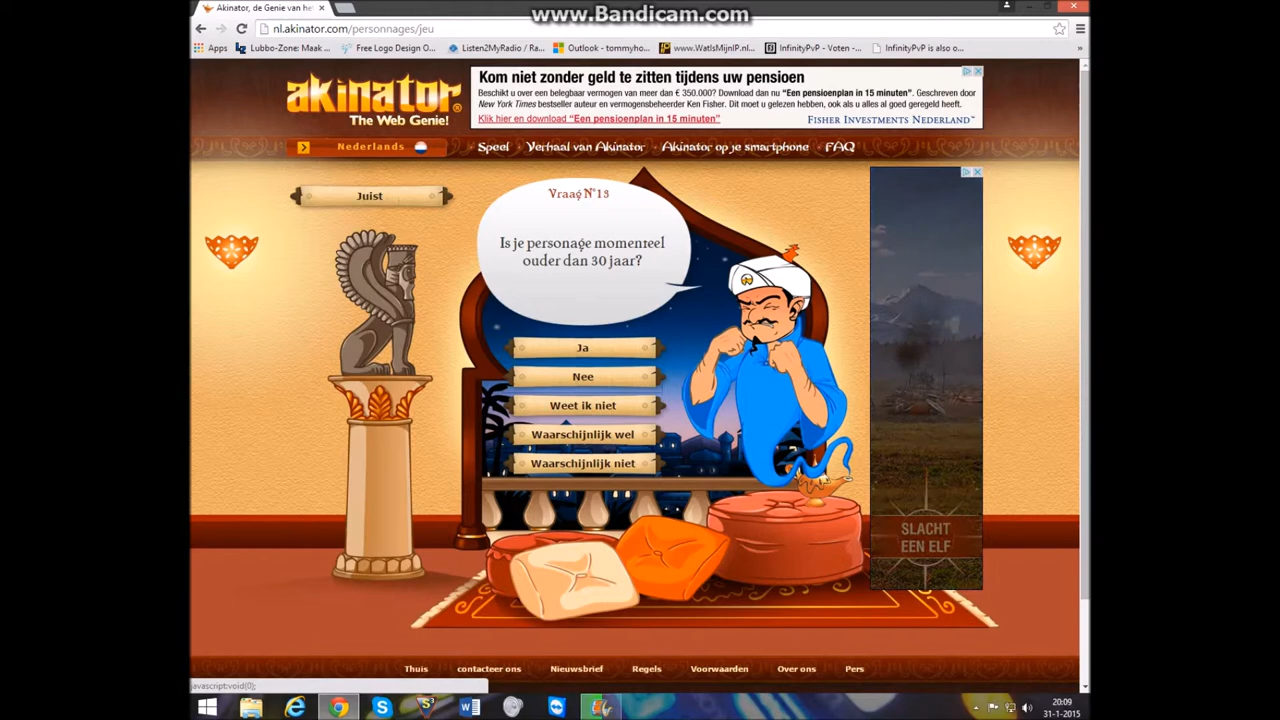 www.Bandicam.com
Akinator, de Genie van he
nl.akinator.com/personnages/jeu
Apps
Lubbo-Zone: Maak ...
Free Logo Design O...
Listen2MyRadio / Ra...
Outlook - tommyho...
www.WatIsMijnIP.nl...
InfinityPvP - Voten - ...
InfinityPvP is also o...
»
akinator®
The Web Genie!
Kom niet zonder geld te zitten tijdens uw pensioen
Beschikt u over een belegbaar vermogen van meer dan € 350.000? Download dan nu "Een pensioenplan in 15 minuten". Geschreven door
New York Times bestseller auteur en vermogensbeheerder Ken Fisher. Dit moet u gelezen hebben, ook als u alles al goed geregeld heeft.
Klik hier en download "Een pensioenplan in 15 minuten"
FISHER INVESTMENTS NEDERLAND™
Nederlands
Speel
Verhaal van Akinator
Akinator op je smartphone
FAQ
Juist
Vraag N°13
Is je personage momenteel
ouder dan 30 jaar?
Ja
Nee
Weet ik niet
Waarschijnlijk wel
Waarschijnlijk niet
SLACHT
EEN ELF
Thuis
contacteer ons
Nieuwsbrief
Regels
Voorwaarden
Over ons
Pers
javascript:void(0);
20:09
31-1-2015